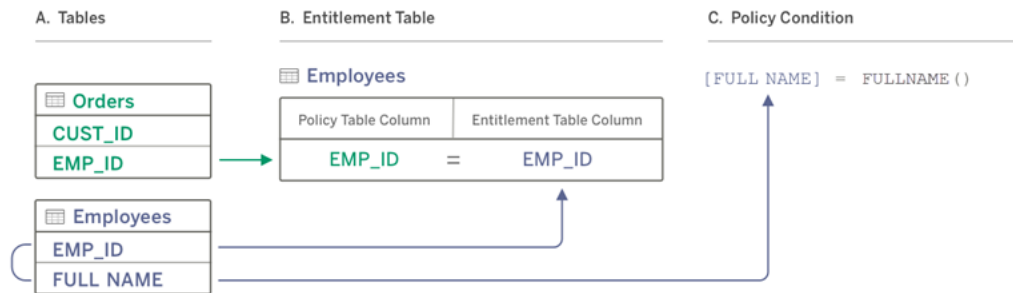 A. Tables
B. Entitlement Table
C. Policy Condition
Orders
CUST_ID
EMP_ID
Employees
EMP_ID
FULL NAME
Employees
Policy Table Column
Entitlement Table Column
EMP_ID = EMP_ID
[FULL NAME] = FULLNAME()